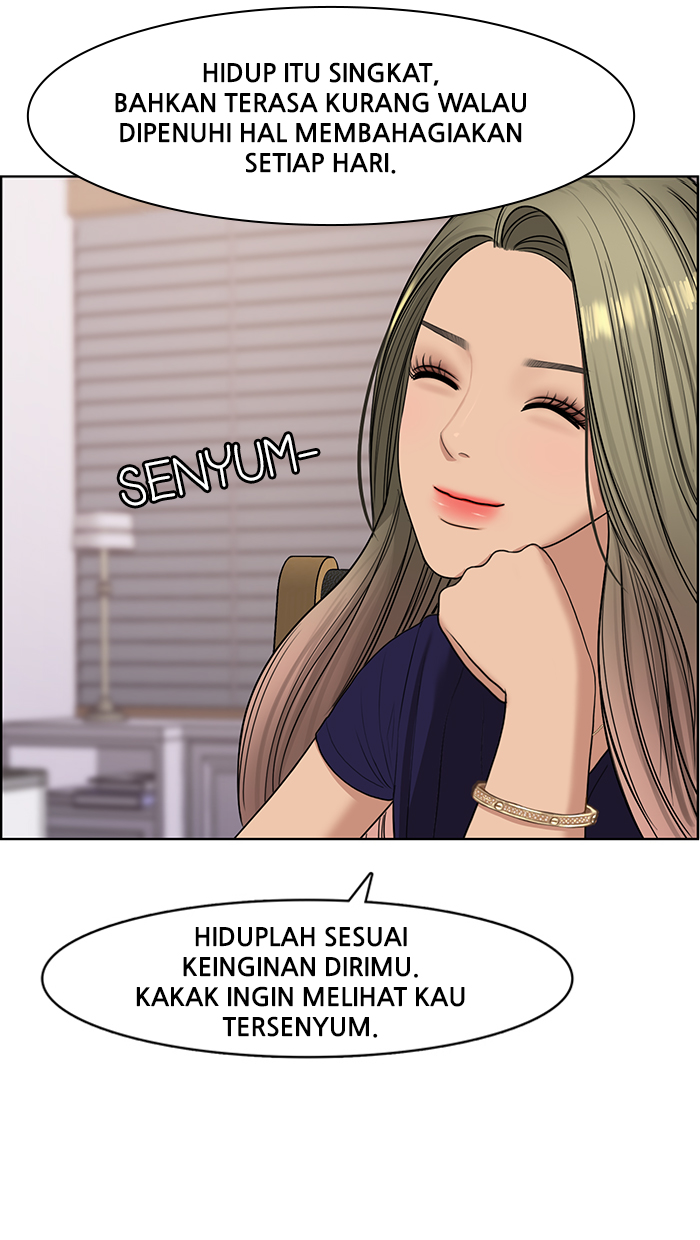 HIDUP ITU SINGKAT,
BAHKAN TERASA KURANG WALAU
DIPENUHI HAL MEMBAHAGIAKAN
SETIAP HARI.
SENYUM-
HIDUPLAH SESUAI
KEINGINAN DIRIMU.
KAKAK INGIN MELIHAT KAU
TERSENYUM.